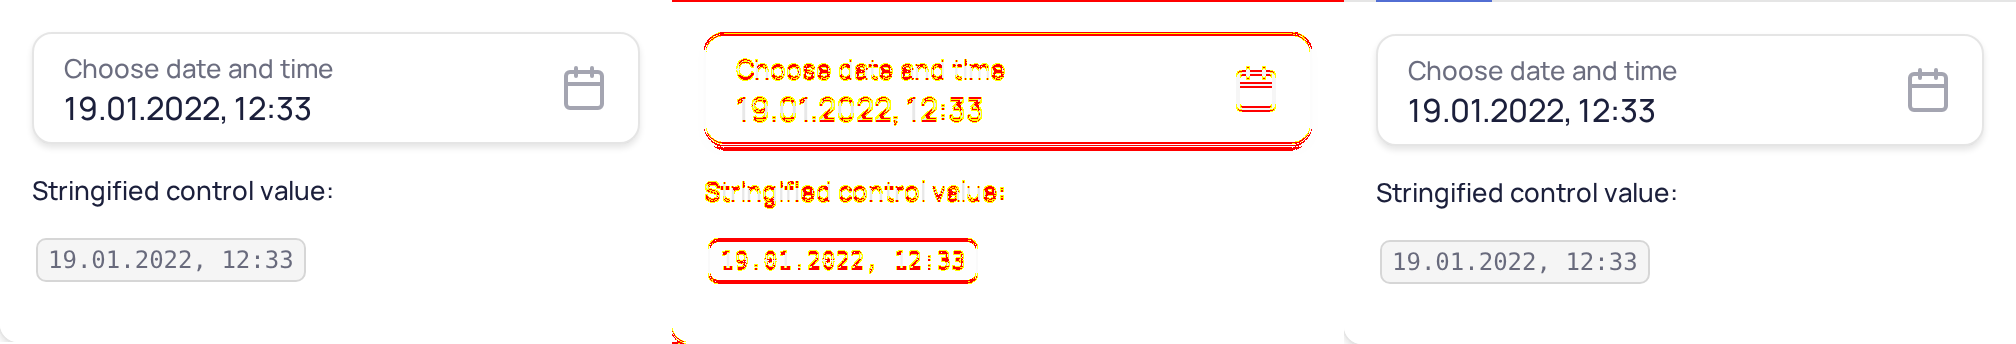 Choose date and time
19.01.2022, 12:33
Stringified control value:
19.01.2022, 12:33
Choose date and time
19.01.2022, 12:33
Stringified control value:
19.01.2022, 12:33
Choose date and time
19.01.2022, 12:33
Stringified control value:
19.01.2022, 12:33